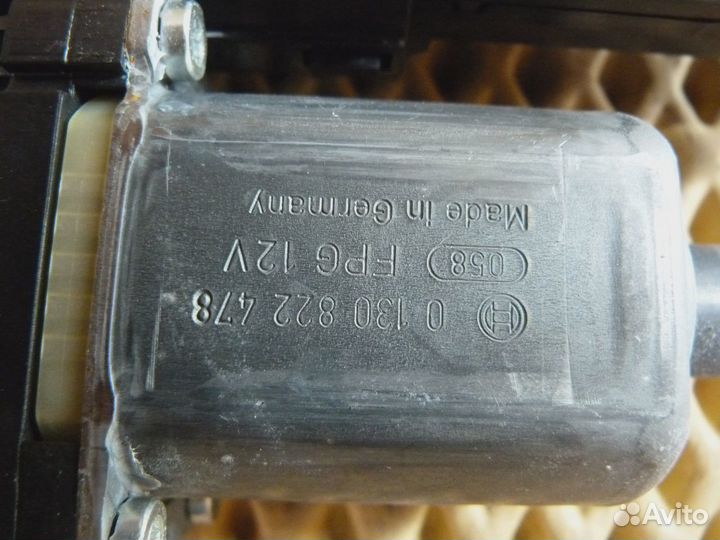 0 130 822 478
058 FPG 12V
Made in Germany
Avito